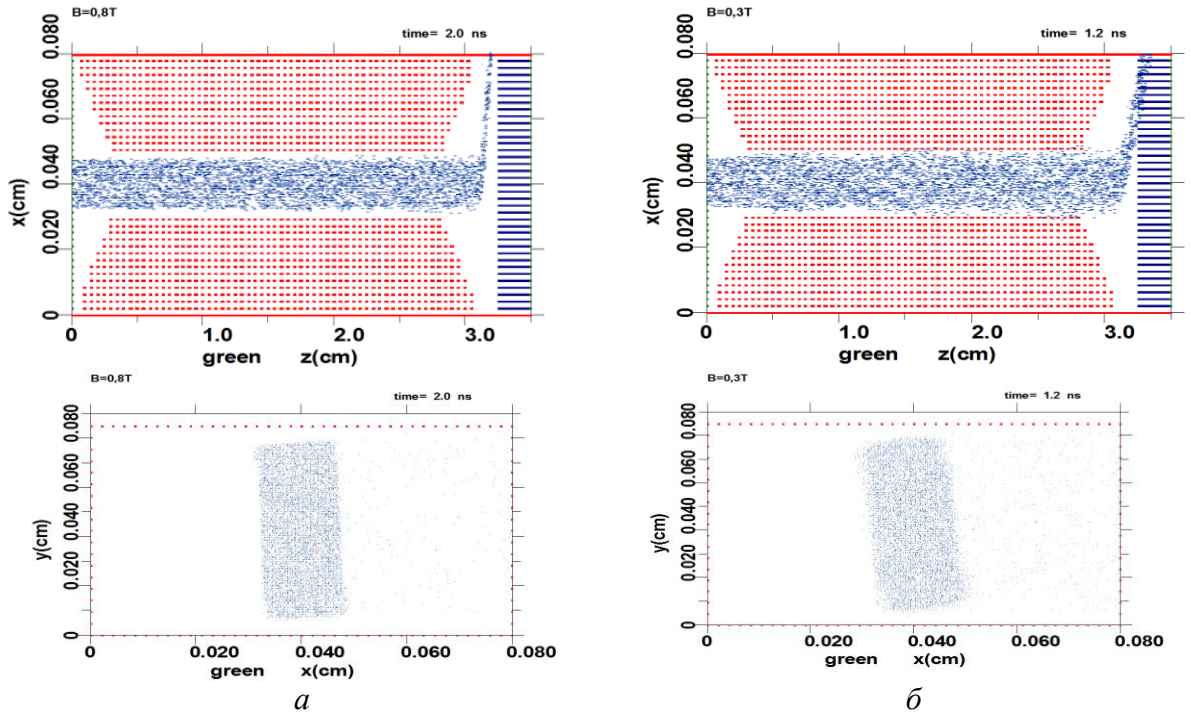 B=0,8T
time= 2.0 ns
0.080
0.060
0.040
0.020
0
x(cm)
0
1.0
2.0
3.0
green z(cm)
B=0,3T
time= 1.2 ns
0.080
0.060
0.040
0.020
0
x(cm)
0
1.0
2.0
3.0
green z(cm)
B=0,8T
time= 2.0 ns
0.080
0.060
0.040
0.020
0
y(cm)
0
0.020
0.040
0.060
0.080
green x(cm)
а
B=0,3T
time= 1.2 ns
0.080
0.060
0.040
0.020
0
y(cm)
0
0.020
0.040
0.060
0.080
green x(cm)
б